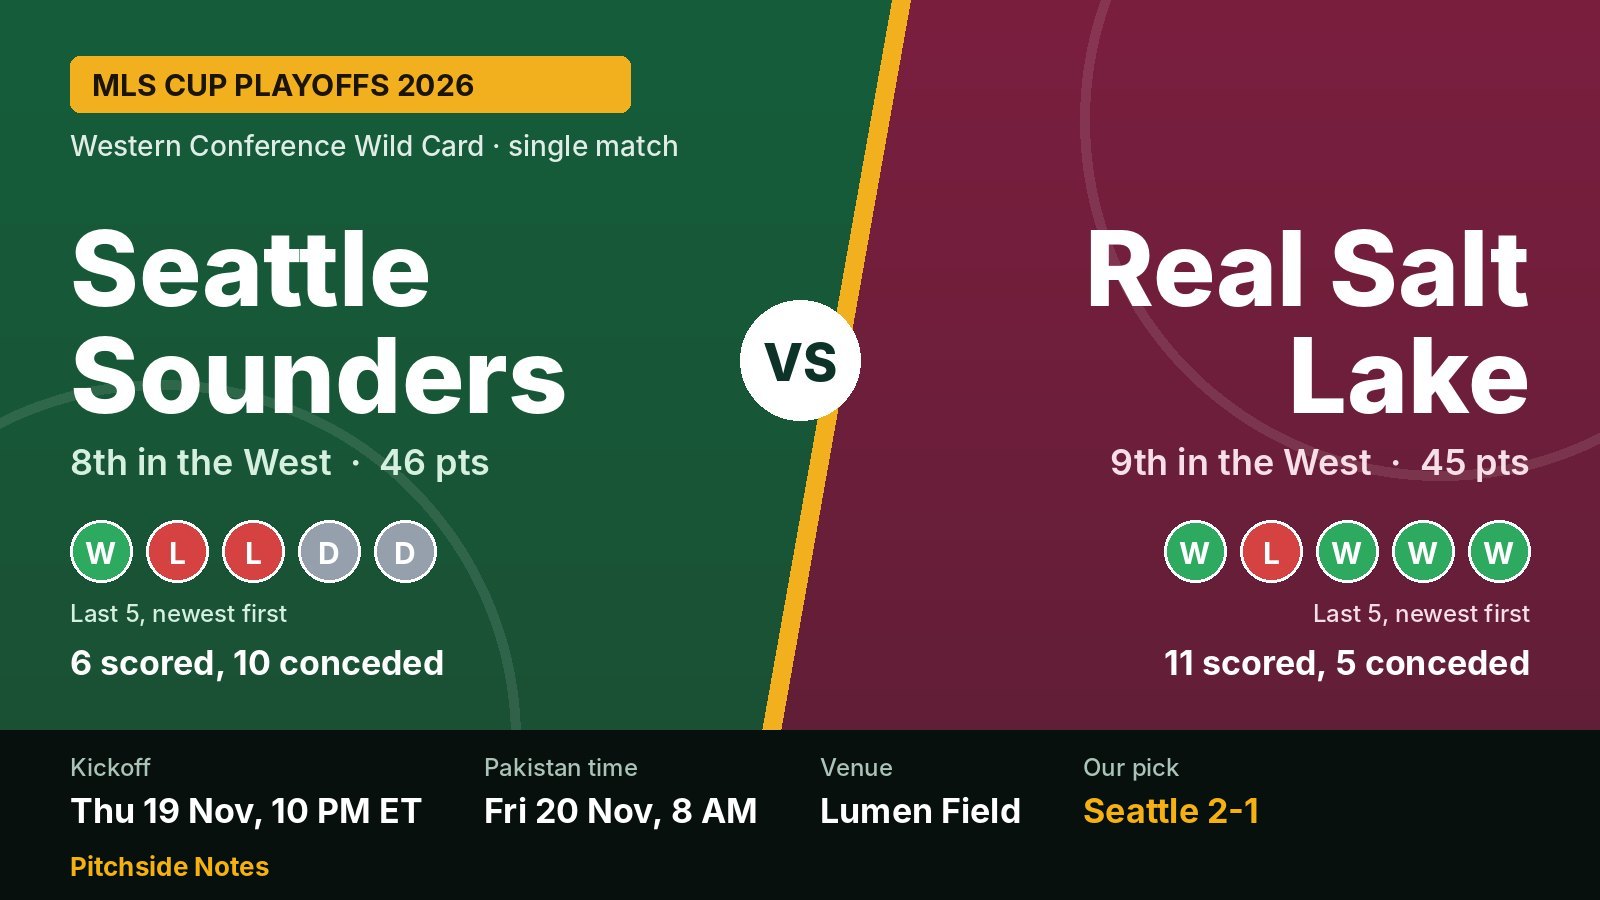 MLS CUP PLAYOFFS 2026
Western Conference Wild Card · single match
Seattle
Sounders
8th in the West · 46 pts
W L L D D
Last 5, newest first
6 scored, 10 conceded
VS
Real Salt
Lake
9th in the West · 45 pts
W L W W W
Last 5, newest first
11 scored, 5 conceded
Kickoff
Thu 19 Nov, 10 PM ET
Pakistan time
Fri 20 Nov, 8 AM
Venue
Lumen Field
Our pick
Seattle 2-1
Pitchside Notes